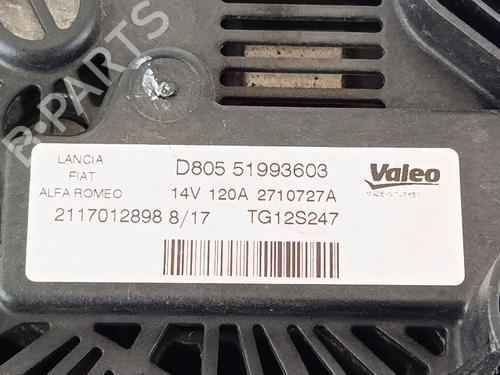 R-PARTS
LANCIA
FIAT
ALFA ROMEO
D805 51993603
14V 120A 2710727A
2117012898 8/17 TG12S247
Valeo
MADE IN TURKEY